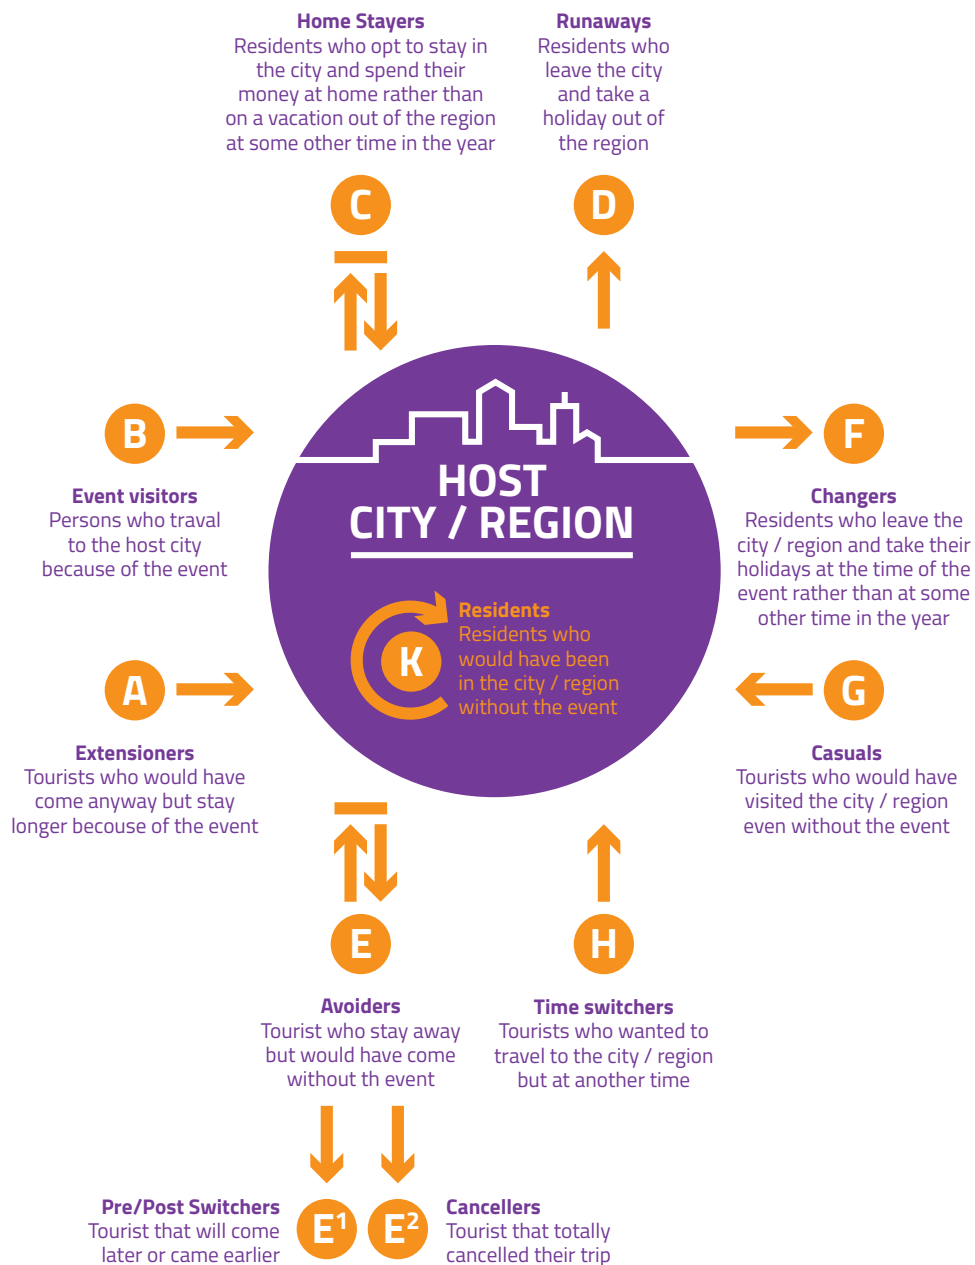 Home Stayers
Residents who opt to stay in
the city and spend their
money at home rather than
on a vacation out of the region
at some other time in the year
C
Runaways
Residents who
leave the city
and take a
holiday out of
the region
D
B
Event visitors
Persons who traval
to the host city
because of the event
HOST
CITY / REGION
K
Residents
Residents who
would have been
in the city / region
without the event
F
Changers
Residents who leave the
city / region and take their
holidays at the time of the
event rather than at some
other time in the year
A
Extensioners
Tourists who would have
come anyway but stay
longer becouse of the event
G
Casuals
Tourists who would have
visited the city / region
even without the event
E
Avoiders
Tourist who stay away
but would have come
without th event
H
Time switchers
Tourists who wanted to
travel to the city / region
but at another time
Pre/Post Switchers
Tourist that will come
later or came earlier
E¹
E²
Cancellers
Tourist that totally
cancelled their trip